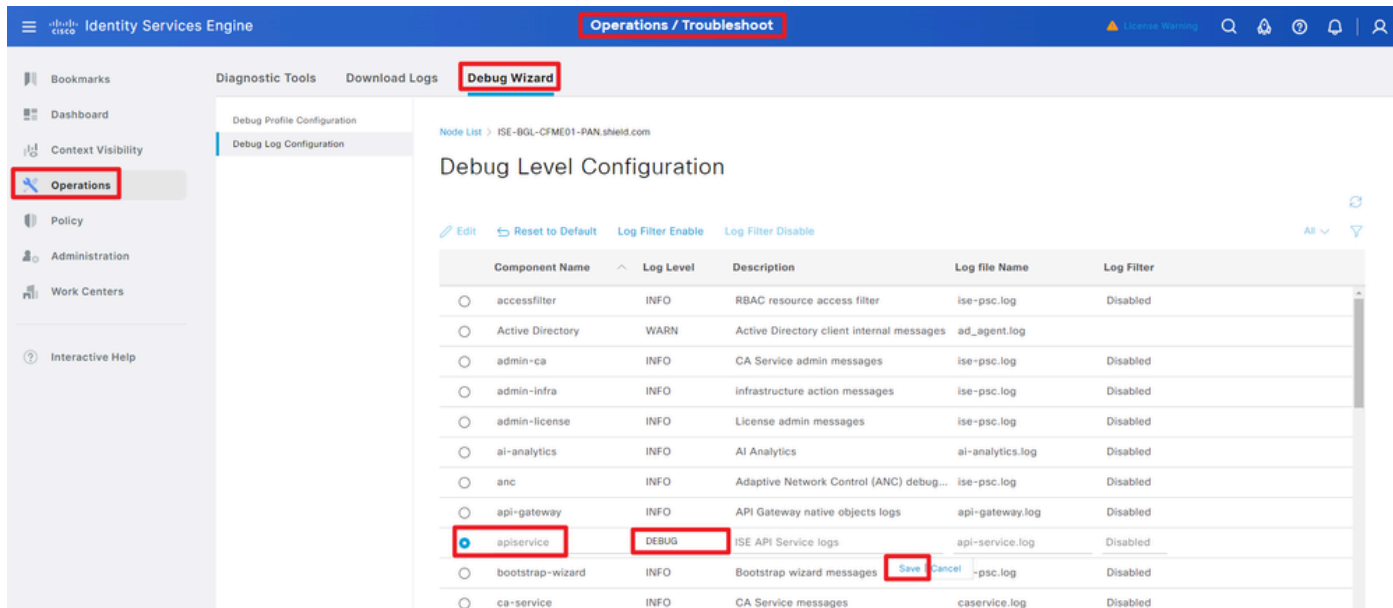 cisco Identity Services Engine
Operations / Troubleshoot
License Warning
Bookmarks
Dashboard
Context Visibility
Operations
Policy
Administration
Work Centers
Interactive Help
Diagnostic Tools Download Logs Debug Wizard
Debug Profile Configuration
Debug Log Configuration
Node List > ISE-BGL-CFME01-PAN.shield.com
Debug Level Configuration
Edit Reset to Default Log Filter Enable Log Filter Disable All
Component Name Log Level Description Log file Name Log Filter
accessfilter INFO RBAC resource access filter ise-psc.log Disabled
Active Directory WARN Active Directory client internal messages ad_agent.log
admin-ca INFO CA Service admin messages ise-psc.log Disabled
admin-infra INFO infrastructure action messages ise-psc.log Disabled
admin-license INFO License admin messages ise-psc.log Disabled
ai-analytics INFO AI Analytics ai-analytics.log Disabled
anc INFO Adaptive Network Control (ANC) debug... ise-psc.log Disabled
api-gateway INFO API Gateway native objects logs api-gateway.log Disabled
apiservice DEBUG ISE API Service logs api-service.log Disabled
Save | Cancel
bootstrap-wizard INFO Bootstrap wizard messages -psc.log Disabled
ca-service INFO CA Service messages caservice.log Disabled